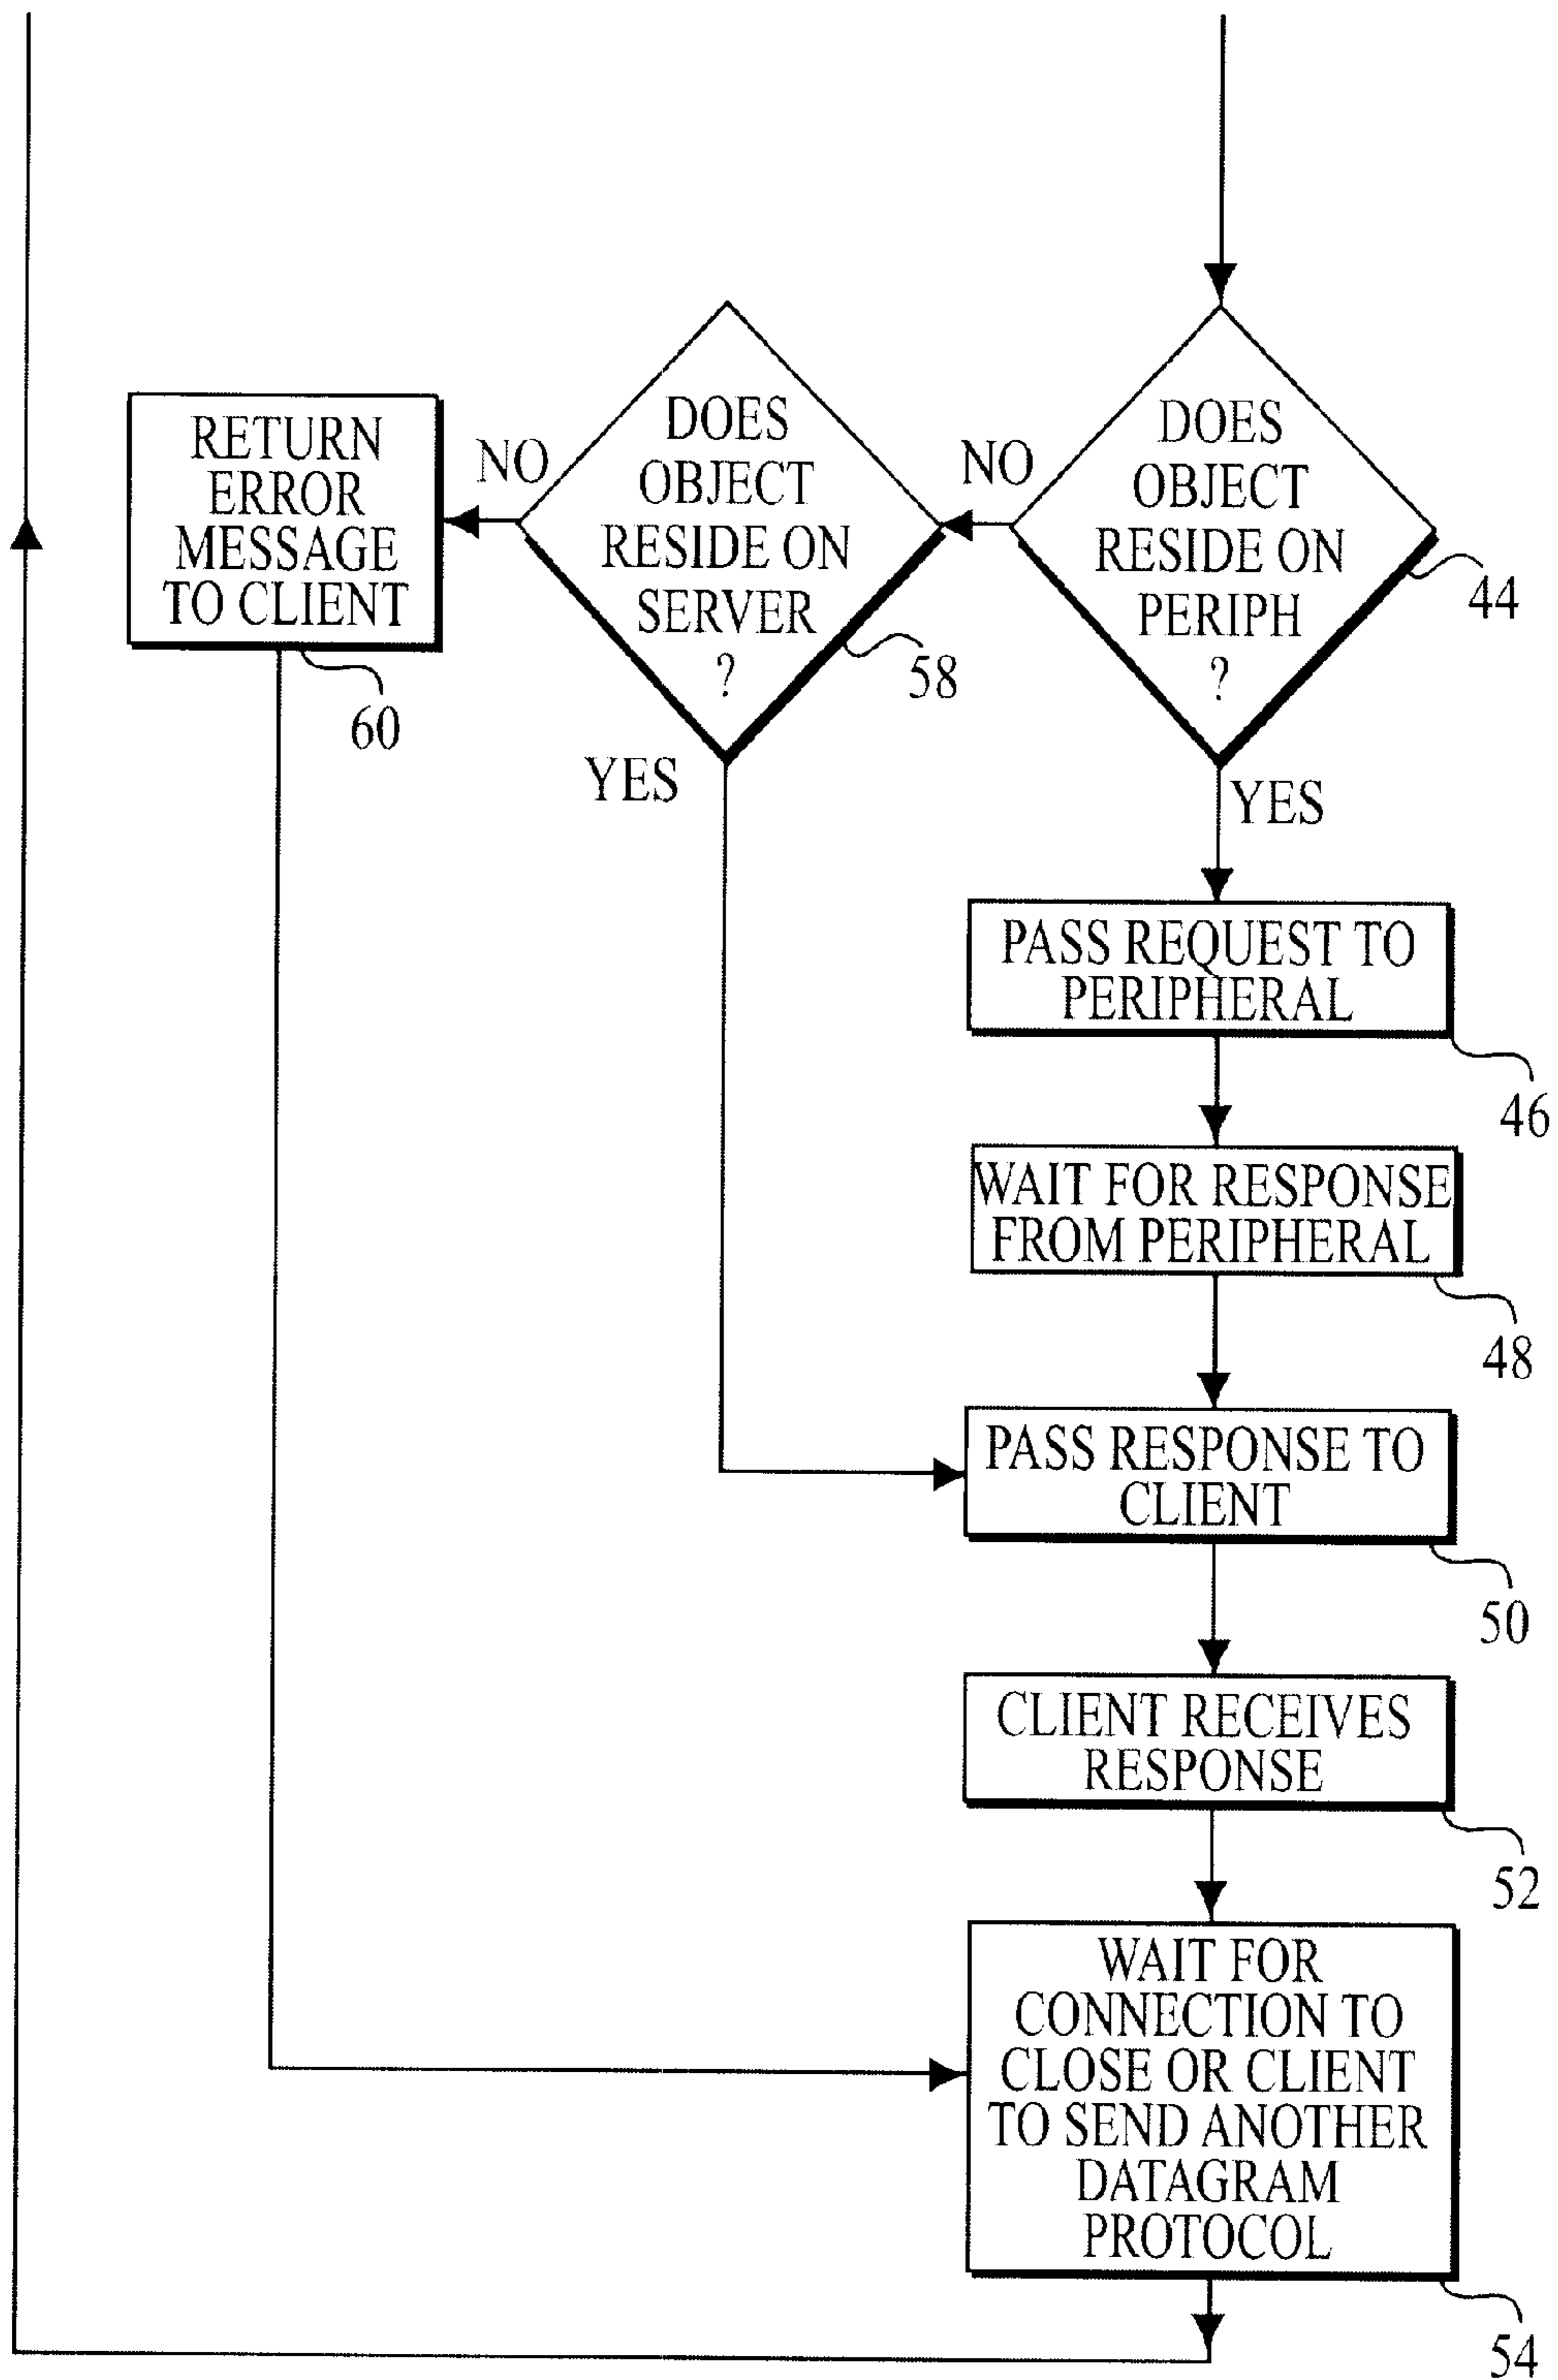 RETURN
ERROR
MESSAGE
TO CLIENT
60
NO
DOES
OBJECT
RESIDE ON
SERVER
?
58
YES
NO
DOES
OBJECT
RESIDE ON
PERIPH
?
44
YES
PASS REQUEST TO
PERIPHERAL
46
WAIT FOR RESPONSE
FROM PERIPHERAL
48
PASS RESPONSE TO
CLIENT
50
CLIENT RECEIVES
RESPONSE
52
WAIT FOR
CONNECTION TO
CLOSE OR CLIENT
TO SEND ANOTHER
DATAGRAM
PROTOCOL
54